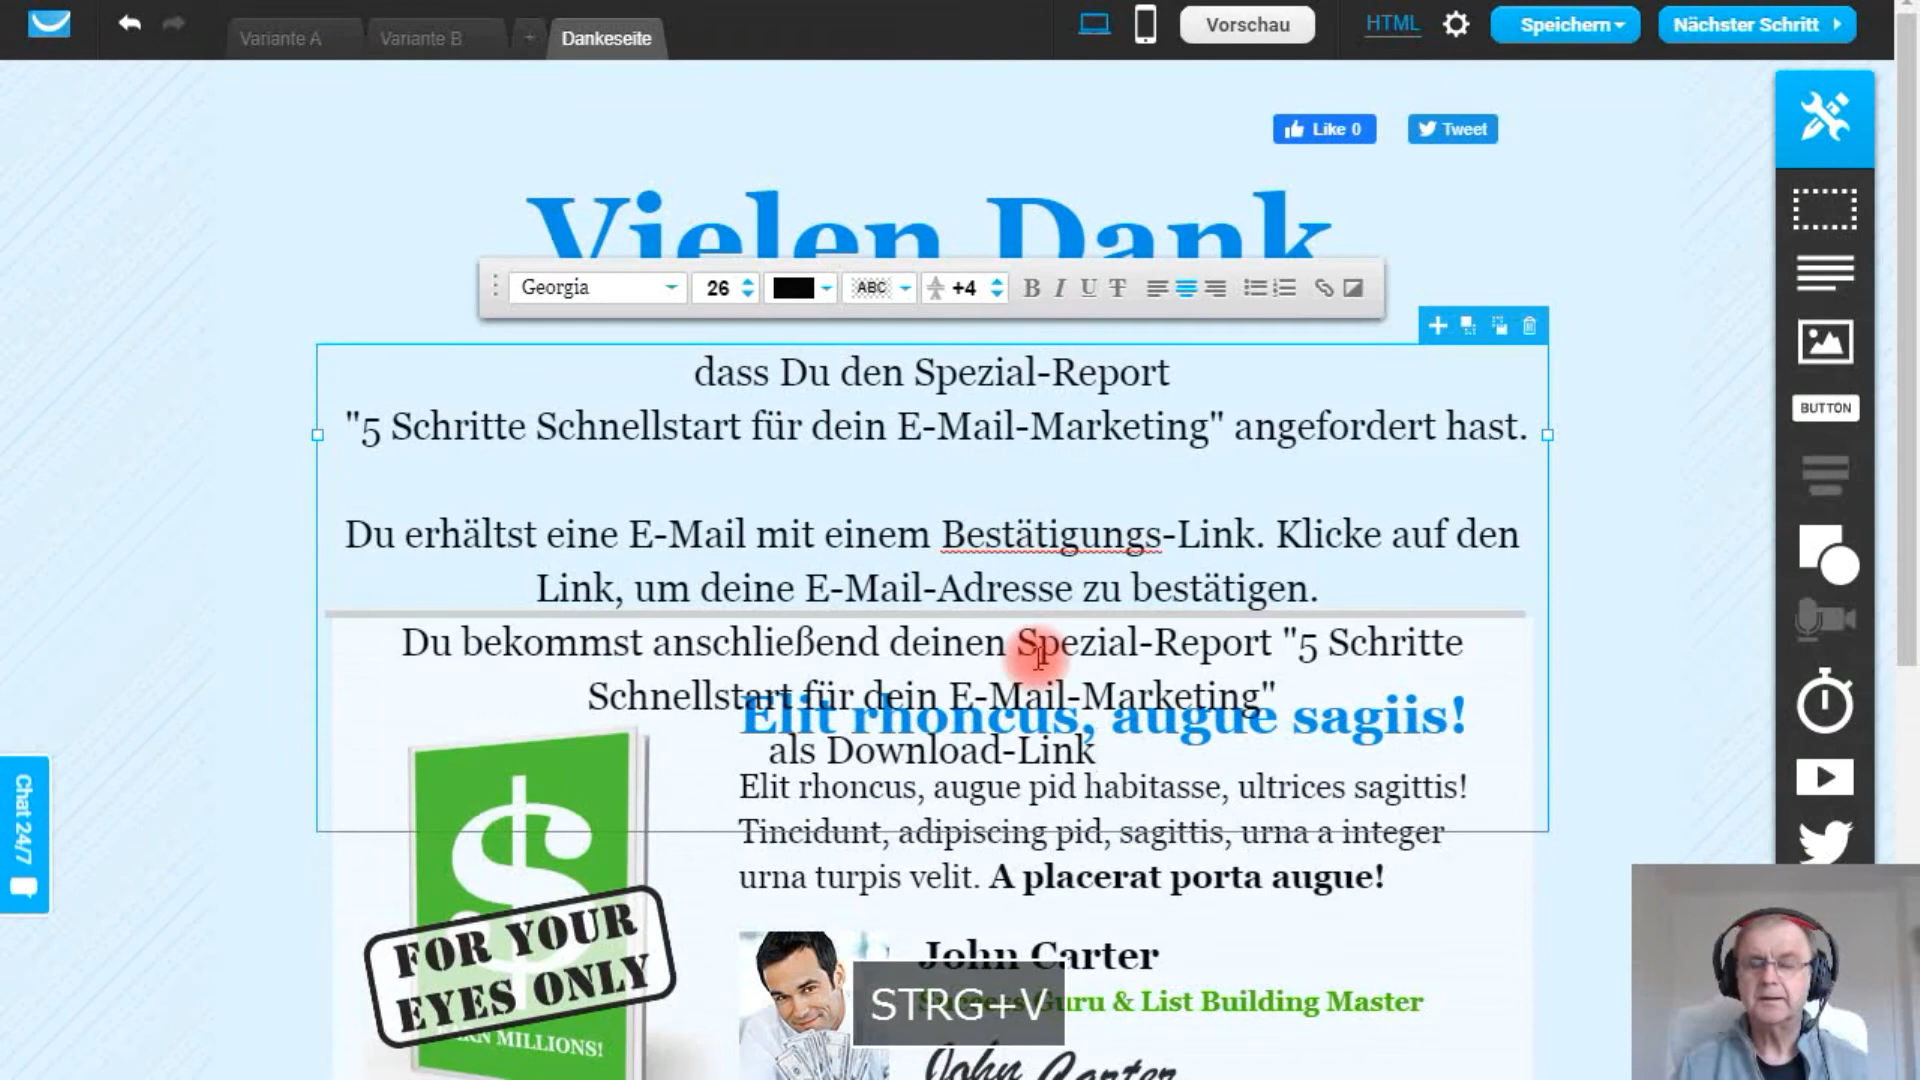 Variante A
Variante B
+
Dankeseite
Vorschau
HTML
Speichern
Nächster Schritt
Like 0
Tweet
Vielen Dank
Georgia
26
ABC
+4
B I U T
dass Du den Spezial-Report
"5 Schritte Schnellstart für dein E-Mail-Marketing" angefordert hast.
Du erhältst eine E-Mail mit einem Bestätigungs-Link. Klicke auf den
Link, um deine E-Mail-Adresse zu bestätigen.
Du bekommst anschließend deinen Spezial-Report "5 Schritte
Schnellstart für dein E-Mail-Marketing"
als Download-Link
Elit rhoncus, augue sagiis!
Elit rhoncus, augue pid habitasse, ultrices sagittis!
Tincidunt, adipiscing pid, sagittis, urna a integer
urna turpis velit. A placerat porta augue!
John Carter
Guru & List Building Master
John Carter
STRG+V
$
FOR YOUR
EYES ONLY
MILLIONS!
BUTTON
Chat 24/7